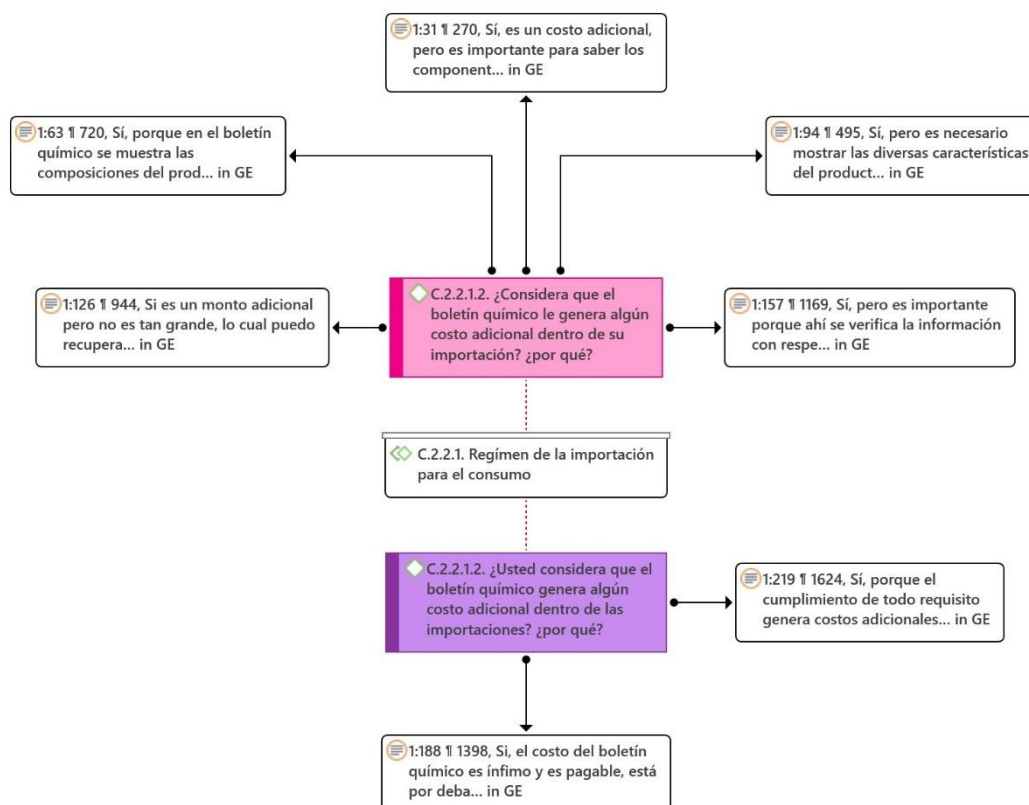 1:31 ¶ 270, Sí, es un costo adicional,
pero es importante para saber los
component... in GE
1:63 ¶ 720, Sí, porque en el boletín
químico se muestra las
composiciones del prod... in GE
1:94 ¶ 495, Sí, pero es necesario
mostrar las diversas características
del product... in GE
C.2.2.1.2. ¿Considera que el
boletín químico le genera algún
costo adicional dentro de su
importación? ¿por qué?
1:126 ¶ 944, Si es un monto adicional
pero no es tan grande, lo cual puedo
recupera... in GE
1:157 ¶ 1169, Sí, pero es importante
porque ahí se verifica la información
con respe... in GE
C.2.2.1. Regímen de la importación
para el consumo
C.2.2.1.2. ¿Usted considera que el
boletín químico genera algún
costo adicional dentro de las
importaciones? ¿por qué?
1:219 ¶ 1624, Sí, porque el
cumplimiento de todo requisito
genera costos adicionales... in GE
1:188 ¶ 1398, Si, el costo del boletín
químico es ínfimo y es pagable, está
por deba... in GE